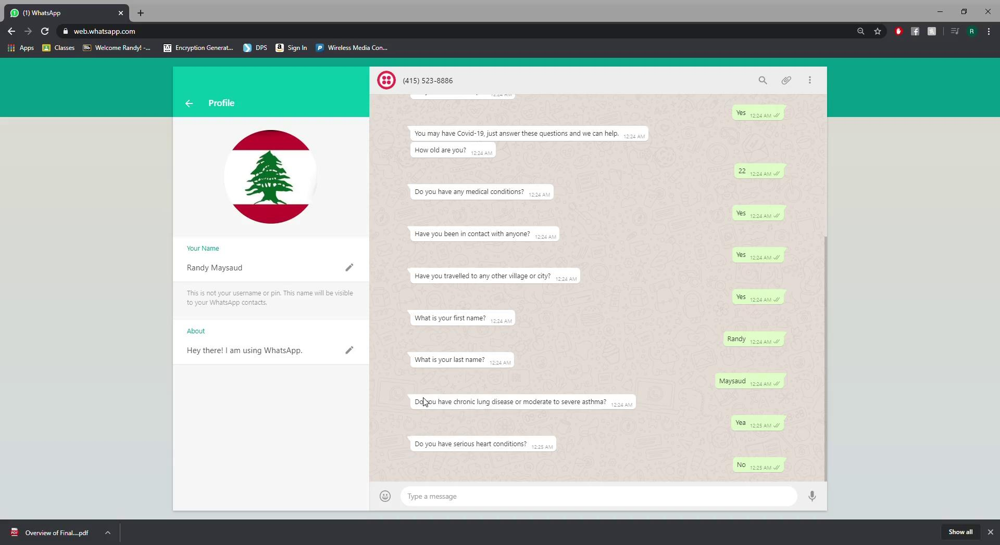 (1) WhatsApp
web.whatsapp.com
R
Apps
Classes
Bb
Welcome Randy! -...
TXT
Encryption Generat...
DPS
a
Sign In
P
Wireless Media Con...
Profile
Your Name
Randy Maysaud
This is not your username or pin. This name will be visible
to your WhatsApp contacts.
About
Hey there! I am using WhatsApp.
(415) 523-8886
12:24 AM
Yes 12:24 AM
You may have Covid-19, just answer these questions and we can help. 12:24 AM
How old are you? 12:24 AM
22 12:24 AM
Do you have any medical conditions? 12:24 AM
Yes 12:24 AM
Have you been in contact with anyone? 12:24 AM
Yes 12:24 AM
Have you travelled to any other village or city? 12:24 AM
Yes 12:24 AM
What is your first name? 12:24 AM
Randy 12:24 AM
What is your last name? 12:24 AM
Maysaud 12:24 AM
Do you have chronic lung disease or moderate to severe asthma? 12:24 AM
Yea 12:25 AM
Do you have serious heart conditions? 12:25 AM
No 12:25 AM
Type a message
PDF
Overview of Final....pdf
Show all